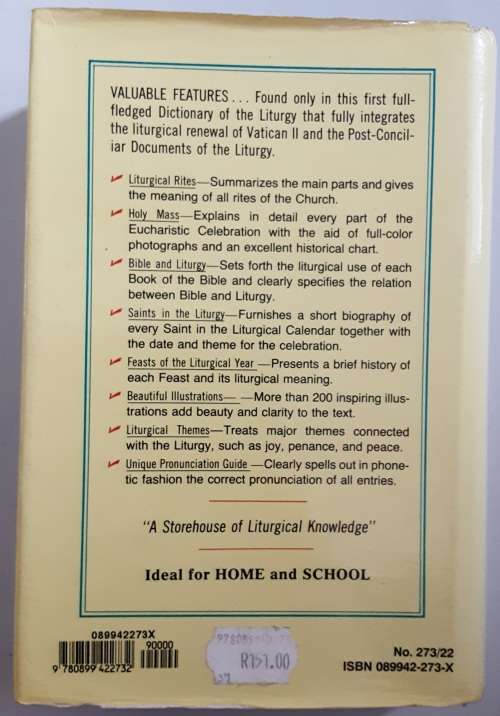 VALUABLE FEATURES... Found only in this first full-
fledged Dictionary of the Liturgy that fully integrates
the liturgical renewal of Vatican II and the Post-Concil-
iar Documents of the Liturgy.
Liturgical Rites—Summarizes the main parts and gives
the meaning of all rites of the Church.
Holy Mass—Explains in detail every part of the
Eucharistic Celebration with the aid of full-color
photographs and an excellent historical chart.
Bible and Liturgy—Sets forth the liturgical use of each
Book of the Bible and clearly specifies the relation
between Bible and Liturgy.
Saints in the Liturgy—Furnishes a short biography of
every Saint in the Liturgical Calendar together with
the date and theme for the celebration.
Feasts of the Liturgical Year—Presents a brief history of
each Feast and its liturgical meaning.
Beautiful Illustrations— —More than 200 inspiring illus-
trations add beauty and clarity to the text.
Liturgical Themes—Treats major themes connected
with the Liturgy, such as joy, penance, and peace.
Unique Pronunciation Guide—Clearly spells out in phone-
tic fashion the correct pronunciation of all entries.
"A Storehouse of Liturgical Knowledge"
Ideal for HOME and SCHOOL
089942273X
90000
9 780899 422732
R151.00
No. 273/22
ISBN 089942-273-X